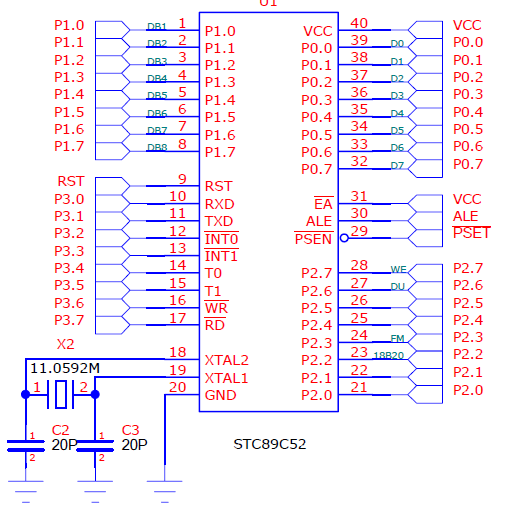 U1
P1.0 DB1 1 P1.0 VCC 40 VCC
P1.1 DB2 2 P1.1 P0.0 39 D0 P0.0
P1.2 DB3 3 P1.2 P0.1 38 D1 P0.1
P1.3 DB4 4 P1.3 P0.2 37 D2 P0.2
P1.4 DB5 5 P1.4 P0.3 36 D3 P0.3
P1.5 DB6 6 P1.5 P0.4 35 D4 P0.4
P1.6 DB7 7 P1.6 P0.5 34 D5 P0.5
P1.7 DB8 8 P1.7 P0.6 33 D6 P0.6
P0.7 32 D7 P0.7
RST 9 RST
P3.0 10 RXD EA 31 VCC
P3.1 11 TXD ALE 30 ALE
P3.2 12 INT0 PSEN 29 PSET
P3.3 13 INT1
P3.4 14 T0 P2.7 28 WE P2.7
P3.5 15 T1 P2.6 27 DU P2.6
P3.6 16 WR P2.5 26 P2.5
P3.7 17 RD P2.4 25 P2.4
P2.3 24 FM P2.3
X2 18 XTAL2 P2.2 23 18B20 P2.2
11.0592M 19 XTAL1 P2.1 22 P2.1
1 2 20 GND P2.0 21 P2.0
1 C2 1 C3
20P 20P
2 2
STC89C52